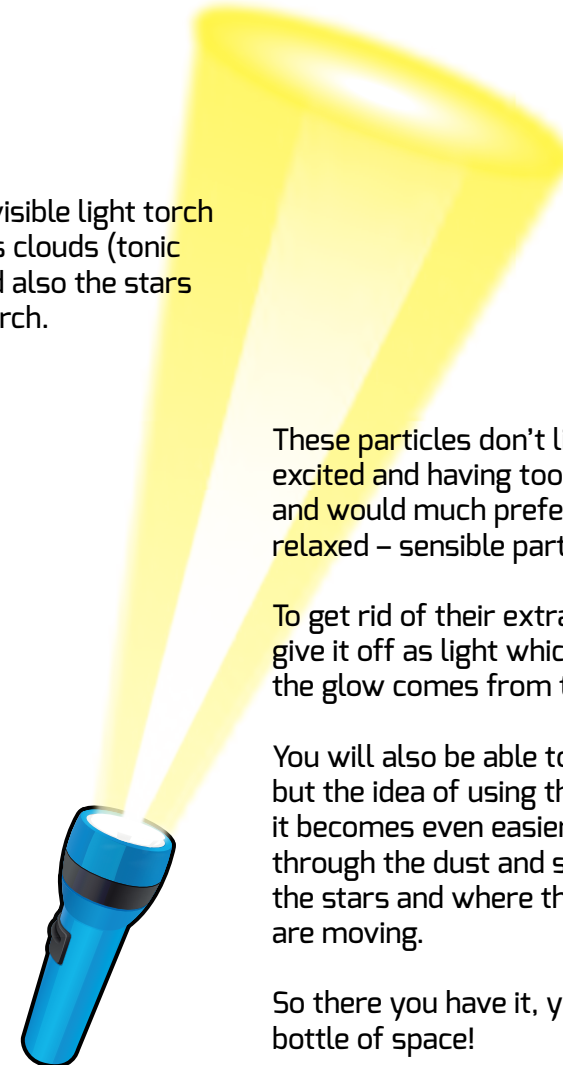 visible light torch
s clouds (tonic
d also the stars
rch.
These particles don’t li
excited and having too
and would much prefe
relaxed – sensible part
To get rid of their extra
give it off as light whic
the glow comes from t
You will also be able to
but the idea of using th
it becomes even easier
through the dust and s
the stars and where th
are moving.
So there you have it, y
bottle of space!